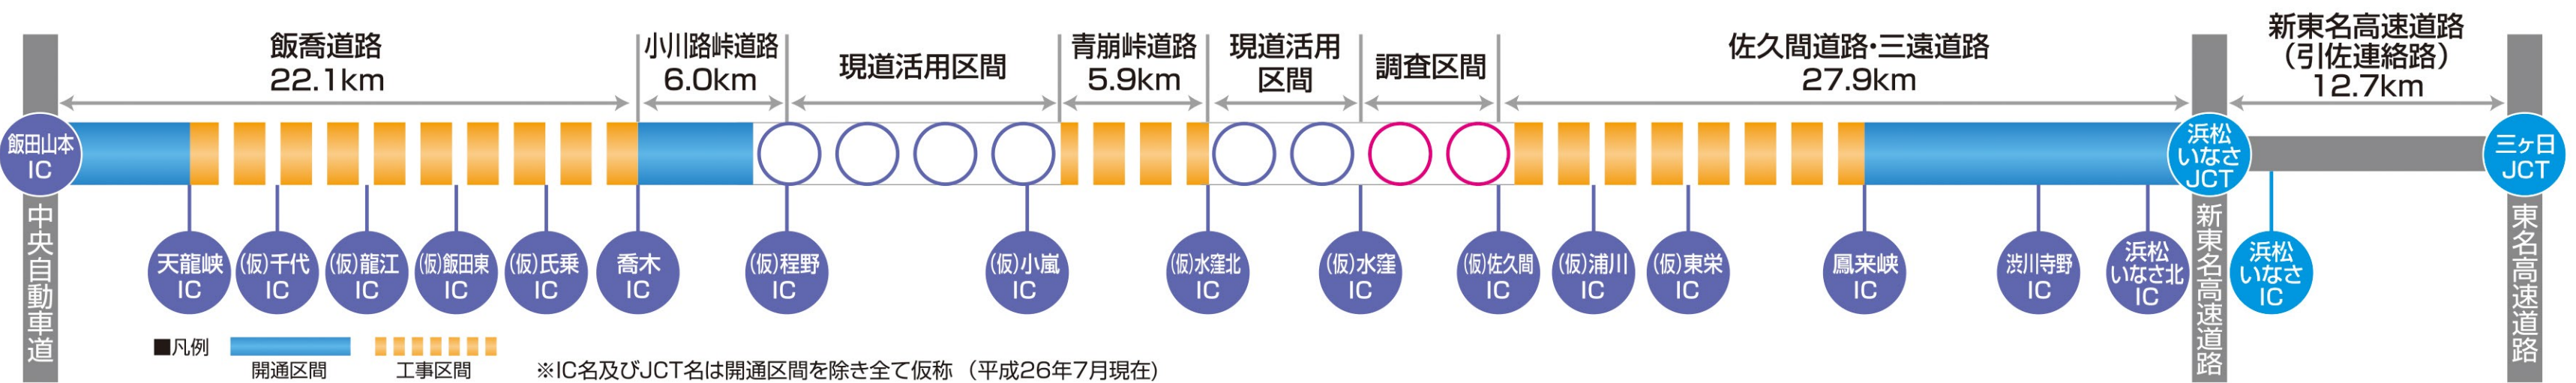 飯喬道路
22.1km
小川路峠道路
6.0km
現道活用区間
青崩峠道路
5.9km
現道活用
区間
調査区間
佐久間道路・三遠道路
27.9km
新東名高速道路
（引佐連絡路）
12.7km
飯田山本
IC
浜松
いなさ
JCT
三ヶ日
JCT
中央自動車道
天龍峡
IC
(仮)千代
IC
(仮)龍江
IC
(仮)飯田東
IC
(仮)氏乗
IC
喬木
IC
(仮)程野
IC
(仮)小嵐
IC
(仮)水窪北
IC
(仮)水窪
IC
(仮)佐久間
IC
(仮)浦川
IC
(仮)東栄
IC
鳳来峡
IC
渋川寺野
IC
浜松
いなさ北
IC
新東名高速道路
浜松
いなさ
IC
東名高速道路
■凡例
開通区間
工事区間
※IC名及びJCT名は開通区間を除き全て仮称（平成26年7月現在)